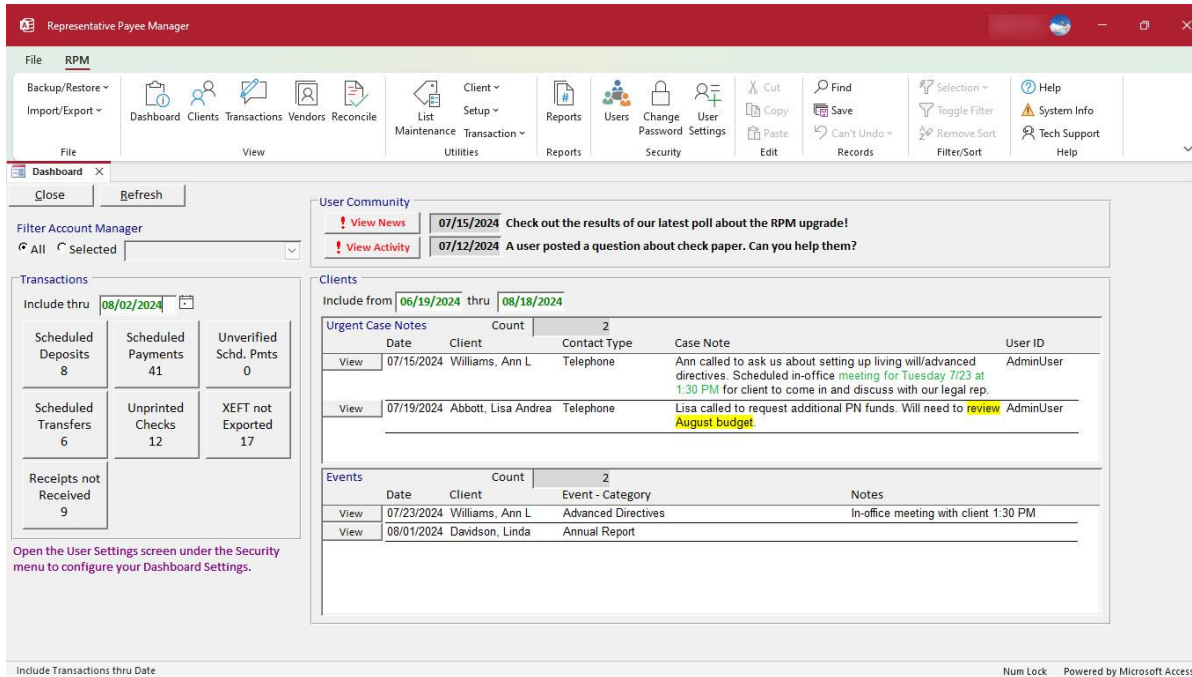 Representative Payee Manager
File RPM
Backup/Restore
Import/Export
File
Dashboard Clients Transactions Vendors Reconcile
View
List Maintenance
Client
Setup
Transaction
Utilities
Reports
Reports
Users
Change Password
User Settings
Security
Cut
Copy
Paste
Edit
Find
Save
Can't Undo
Records
Selection
Toggle Filter
Remove Sort
Filter/Sort
Help
System Info
Tech Support
Help
Dashboard
Close Refresh
Filter Account Manager
All Selected
Transactions
Include thru 08/02/2024
Scheduled Deposits 8
Scheduled Payments 41
Unverified Schd. Pmts 0
Scheduled Transfers 6
Unprinted Checks 12
XEFT not Exported 17
Receipts not Received 9
Open the User Settings screen under the Security
menu to configure your Dashboard Settings.
User Community
! View News 07/15/2024 Check out the results of our latest poll about the RPM upgrade!
! View Activity 07/12/2024 A user posted a question about check paper. Can you help them?
Clients
Include from 06/19/2024 thru 08/18/2024
Urgent Case Notes Count 2
Date Client Contact Type Case Note User ID
View 07/15/2024 Williams, Ann L Telephone Ann called to ask us about setting up living will/advanced AdminUser
directives. Scheduled in-office meeting for Tuesday 7/23 at
1:30 PM for client to come in and discuss with our legal rep.
View 07/19/2024 Abbott, Lisa Andrea Telephone Lisa called to request additional PN funds. Will need to review AdminUser
August budget.
Events Count 2
Date Client Event - Category Notes
View 07/23/2024 Williams, Ann L Advanced Directives In-office meeting with client 1:30 PM
View 08/01/2024 Davidson, Linda Annual Report
Include Transactions thru Date
Num Lock Powered by Microsoft Access